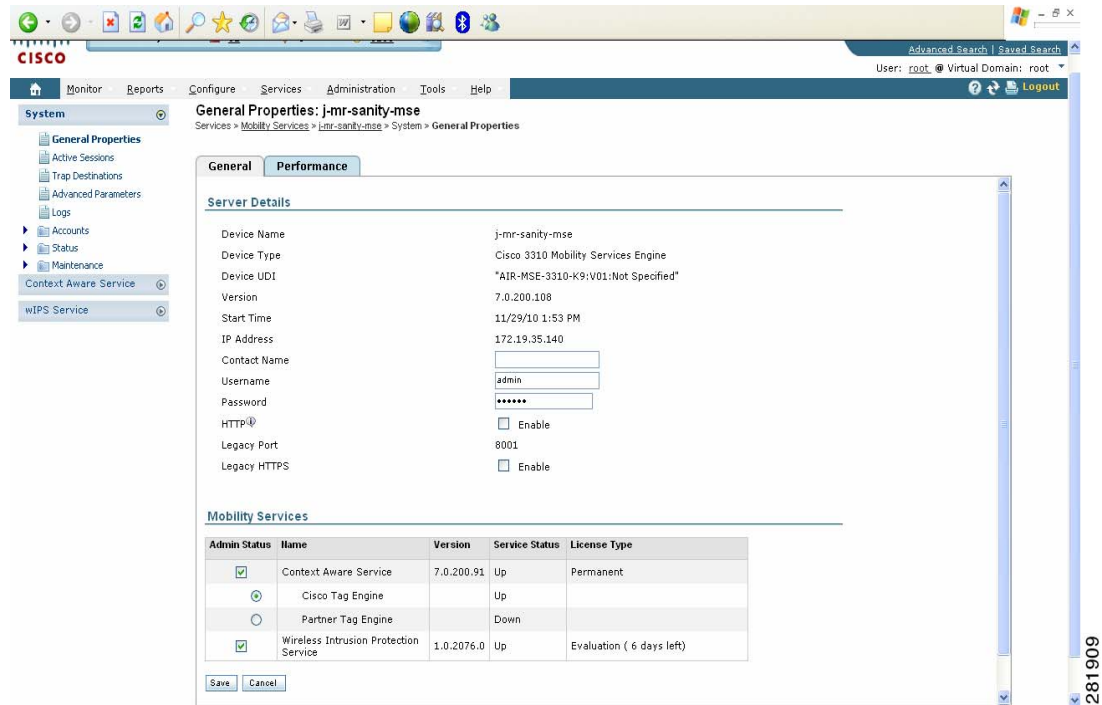 CISCO
Advanced Search | Saved Search
User: root @ Virtual Domain: root
Monitor Reports Configure Services Administration Tools Help Logout
System
General Properties
Active Sessions
Trap Destinations
Advanced Parameters
Logs
Accounts
Status
Maintenance
Context Aware Service
wIPS Service
General Properties: j-mr-sanity-mse
Services > Mobility Services > j-mr-sanity-mse > System > General Properties
General Performance
Server Details
Device Name j-mr-sanity-mse
Device Type Cisco 3310 Mobility Services Engine
Device UDI "AIR-MSE-3310-K9:V01:Not Specified"
Version 7.0.200.108
Start Time 11/29/10 1:53 PM
IP Address 172.19.35.140
Contact Name
Username admin
Password ••••••
HTTP Enable
Legacy Port 8001
Legacy HTTPS Enable
Mobility Services
Admin Status Name Version Service Status License Type
Context Aware Service 7.0.200.91 Up Permanent
Cisco Tag Engine Up
Partner Tag Engine Down
Wireless Intrusion Protection Service 1.0.2076.0 Up Evaluation ( 6 days left)
Save Cancel
281909